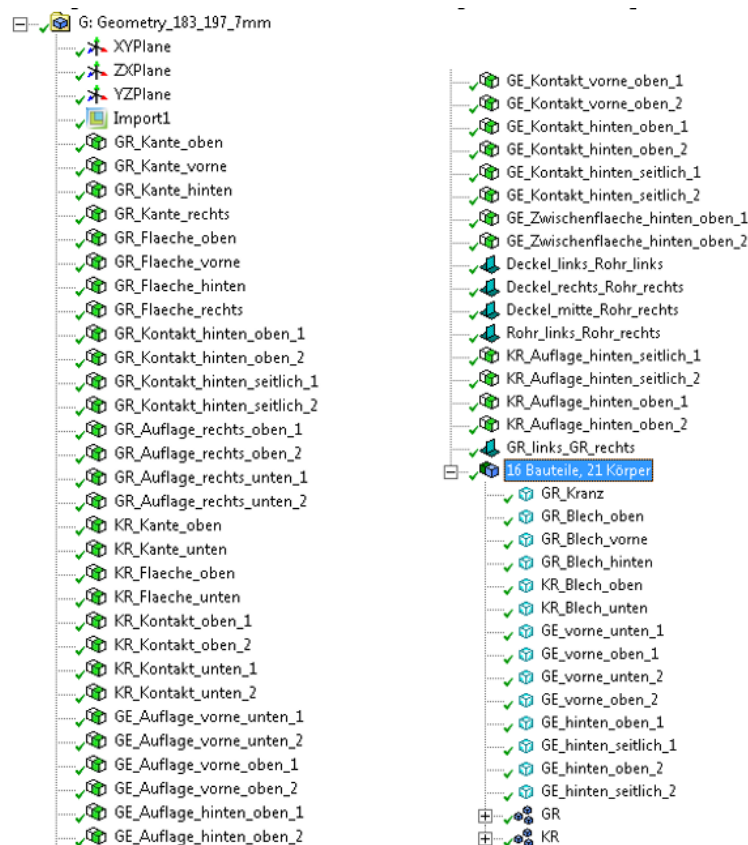 G: Geometry_183_197_7mm
XYPlane
ZXPlane
YZPlane
Import1
GR_Kante_oben
GR_Kante_vorne
GR_Kante_hinten
GR_Kante_rechts
GR_Flaeche_oben
GR_Flaeche_vorne
GR_Flaeche_hinten
GR_Flaeche_rechts
GR_Kontakt_hinten_oben_1
GR_Kontakt_hinten_oben_2
GR_Kontakt_hinten_seitlich_1
GR_Kontakt_hinten_seitlich_2
GR_Auflage_rechts_oben_1
GR_Auflage_rechts_oben_2
GR_Auflage_rechts_unten_1
GR_Auflage_rechts_unten_2
KR_Kante_oben
KR_Kante_unten
KR_Flaeche_oben
KR_Flaeche_unten
KR_Kontakt_oben_1
KR_Kontakt_oben_2
KR_Kontakt_unten_1
KR_Kontakt_unten_2
GE_Auflage_vorne_unten_1
GE_Auflage_vorne_unten_2
GE_Auflage_vorne_oben_1
GE_Auflage_vorne_oben_2
GE_Auflage_hinten_oben_1
GE_Auflage_hinten_oben_2
GE_Kontakt_vorne_oben_1
GE_Kontakt_vorne_oben_2
GE_Kontakt_hinten_oben_1
GE_Kontakt_hinten_oben_2
GE_Kontakt_hinten_seitlich_1
GE_Kontakt_hinten_seitlich_2
GE_Zwischenflaeche_hinten_oben_1
GE_Zwischenflaeche_hinten_oben_2
Deckel_links_Rohr_links
Deckel_rechts_Rohr_rechts
Deckel_mitte_Rohr_rechts
Rohr_links_Rohr_rechts
KR_Auflage_hinten_seitlich_1
KR_Auflage_hinten_seitlich_2
KR_Auflage_hinten_oben_1
KR_Auflage_hinten_oben_2
GR_links_GR_rechts
16 Bauteile, 21 Körper
GR_Kranz
GR_Blech_oben
GR_Blech_vorne
GR_Blech_hinten
KR_Blech_oben
KR_Blech_unten
GE_vorne_unten_1
GE_vorne_oben_1
GE_vorne_unten_2
GE_vorne_oben_2
GE_hinten_oben_1
GE_hinten_seitlich_1
GE_hinten_oben_2
GE_hinten_seitlich_2
GR
KR